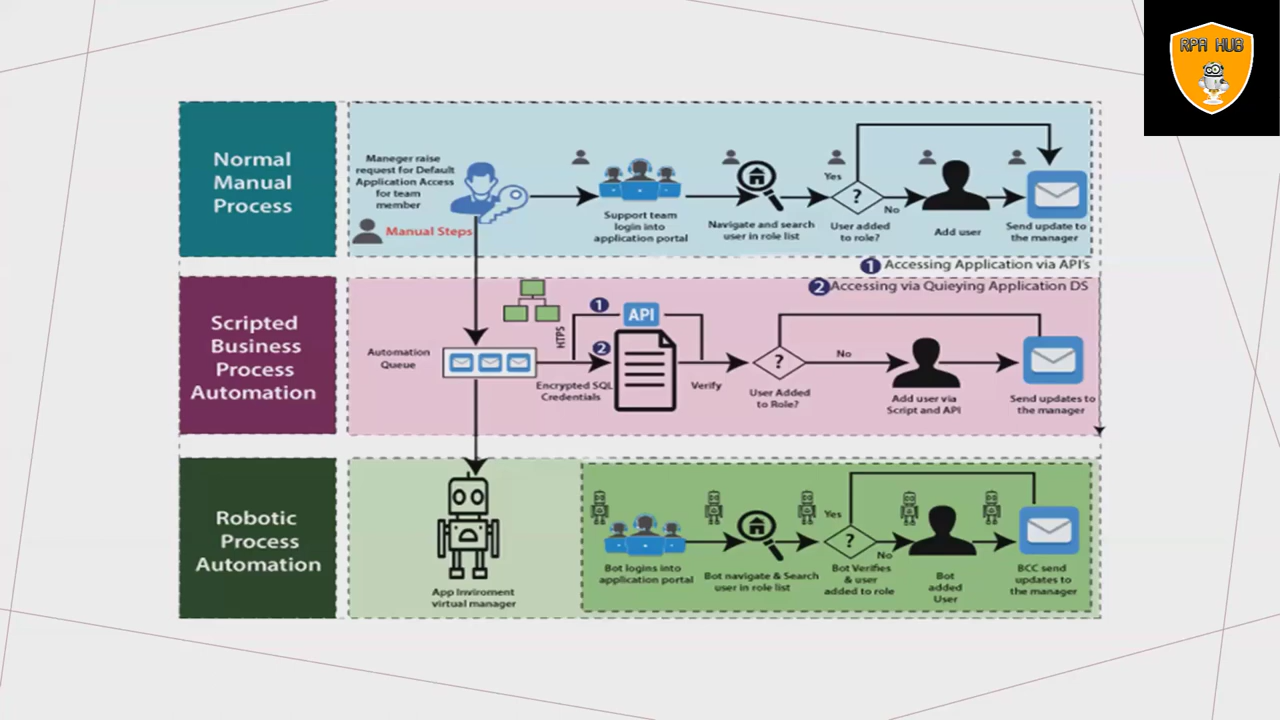 RPA HUB
Normal
Manual
Process
Maneger raise
request for Default
Application Access
for team
member
Manual Steps
Support team
login into
application portal
Navigate and search
user in role list
Yes
?
No
User added
to role?
Add user
Send update to
the manager
1 Accessing Application via API's
2 Accessing via Quieying Application DS
Scripted
Business
Process
Automation
Automation
Queue
HTPS
1
API
2
Encrypted SQL
Credentials
Verify
?
User Added
to Role?
No
Add user via
Script and API
Send updates to
the manager
Robotic
Process
Automation
App Inviroment
virtual manager
Bot logins into
application portal
Bot navigate & Search
user in role list
Yes
?
No
Bot Verifies
& user
added to role
Bot
added
User
BCC send
updates to
the manager